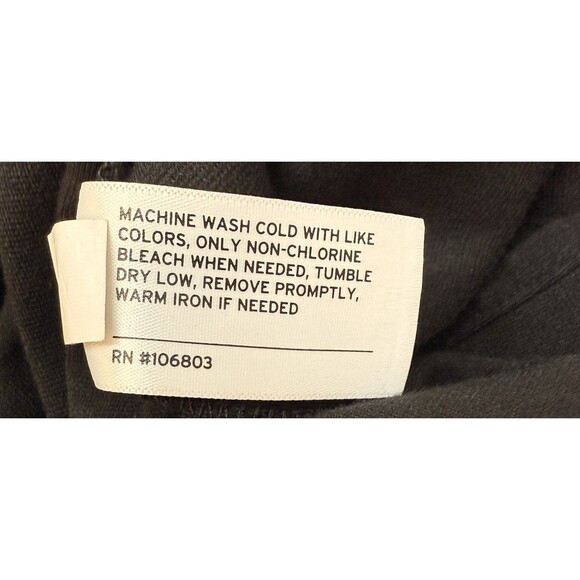 MACHINE WASH COLD WITH LIKE
COLORS, ONLY NON-CHLORINE
BLEACH WHEN NEEDED, TUMBLE
DRY LOW, REMOVE PROMPTLY,
WARM IRON IF NEEDED
RN #106803